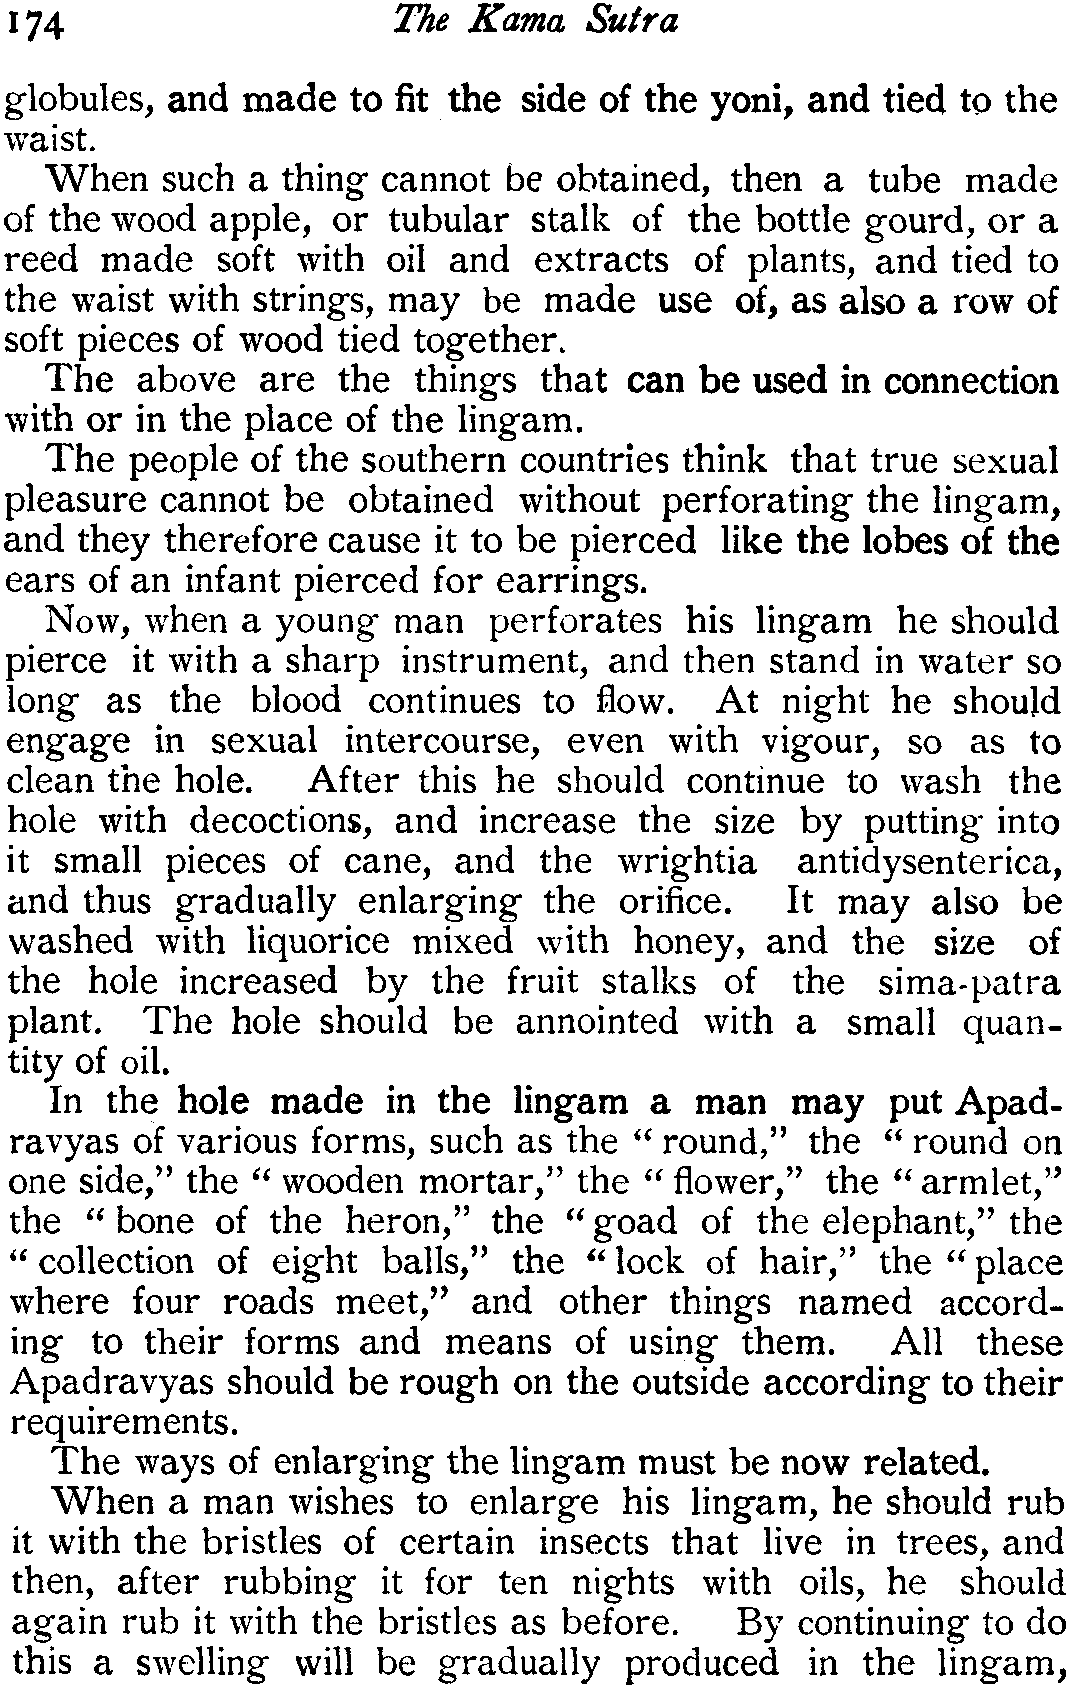 174 The Kama Sutra
globules, and made to fit the side of the yoni, and tied to the
waist.
When such a thing cannot be obtained, then a tube made
of the wood apple, or tubular stalk of the bottle gourd, or a
reed made soft with oil and extracts of plants, and tied to
the waist with strings, may be made use of, as also a row of
soft pieces of wood tied together.
The above are the things that can be used in connection
with or in the place of the lingam.
The people of the southern countries think that true sexual
pleasure cannot be obtained without perforating the lingam,
and they therefore cause it to be pierced like the lobes of the
ears of an infant pierced for earrings.
Now, when a young man perforates his lingam he should
pierce it with a sharp instrument, and then stand in water so
long as the blood continues to flow. At night he should
engage in sexual intercourse, even with vigour, so as to
clean the hole. After this he should continue to wash the
hole with decoctions, and increase the size by putting into
it small pieces of cane, and the wrightia antidysenterica,
and thus gradually enlarging the orifice. It may also be
washed with liquorice mixed with honey, and the size of
the hole increased by the fruit stalks of the sima-patra
plant. The hole should be annointed with a small quan-
tity of oil.
In the hole made in the lingam a man may put Apad-
ravyas of various forms, such as the “ round,” the “ round on
one side,” the “ wooden mortar,” the “ flower,” the “ armlet,”
the “ bone of the heron,” the “ goad of the elephant,” the
“ collection of eight balls,” the “ lock of hair,” the “ place
where four roads meet,” and other things named accord-
ing to their forms and means of using them. All these
Apadravyas should be rough on the outside according to their
requirements.
The ways of enlarging the lingam must be now related.
When a man wishes to enlarge his lingam, he should rub
it with the bristles of certain insects that live in trees, and
then, after rubbing it for ten nights with oils, he should
again rub it with the bristles as before. By continuing to do
this a swelling will be gradually produced in the lingam,